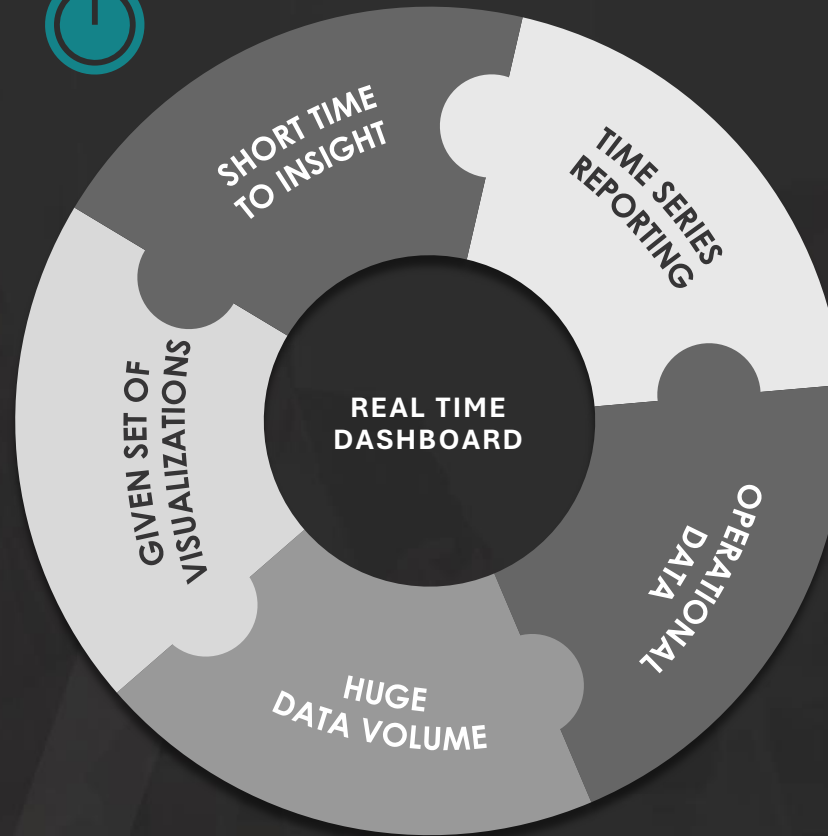 SHORT TIME
TO INSIGHT
TIME SERIES
REPORTING
GIVEN SET OF
VISUALIZATIONS
REAL TIME
DASHBOARD
OPERATIONAL
DATA
HUGE
DATA VOLUME